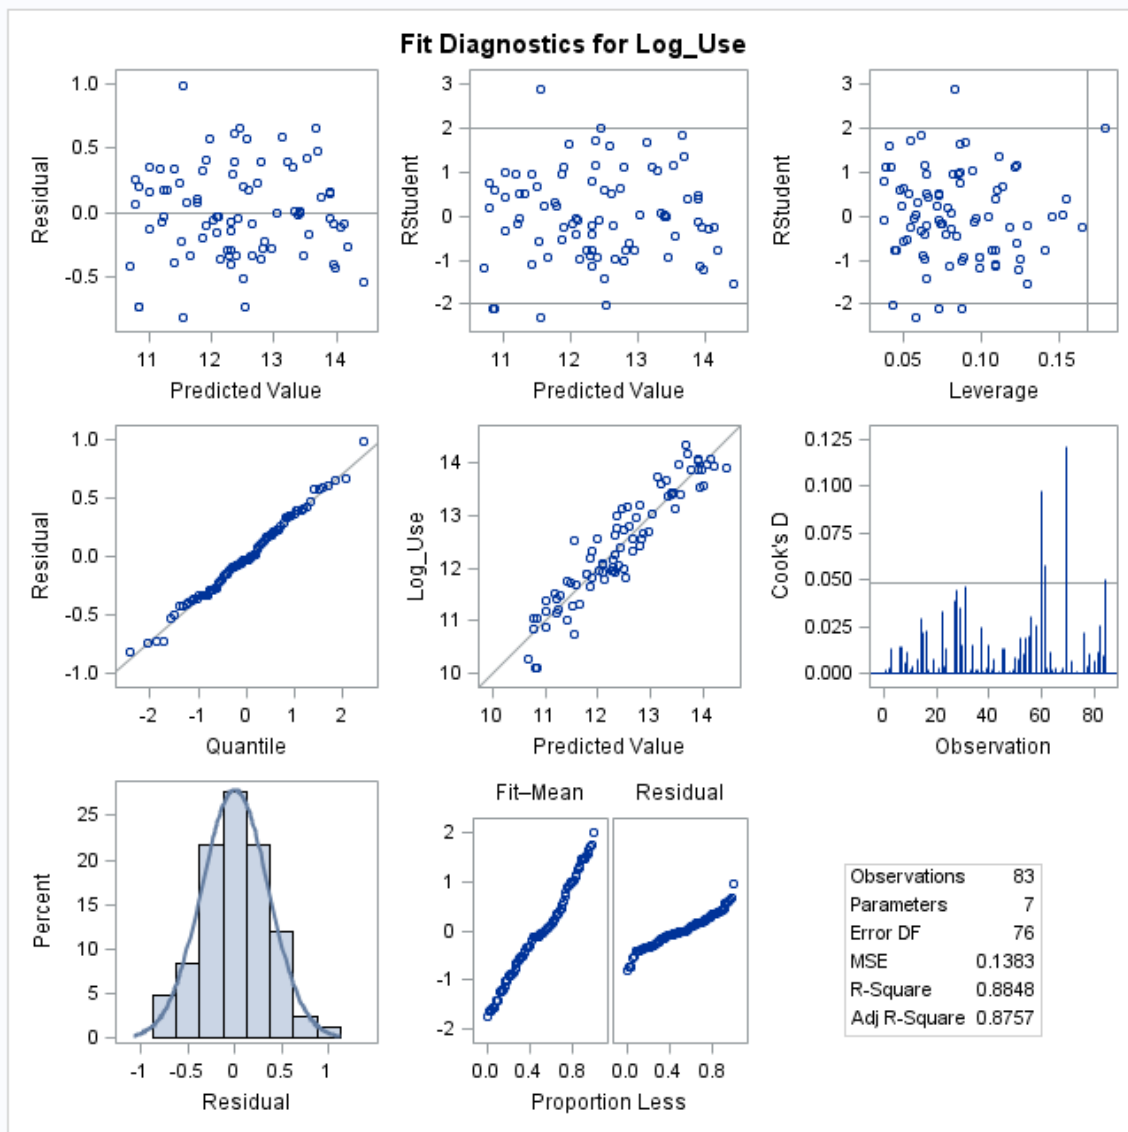 Fit Diagnostics for Log_Use
1.0
0.5
0.0
-0.5
Residual
11 12 13 14
Predicted Value
3
2
1
0
-1
-2
RStudent
11 12 13 14
Predicted Value
3
2
1
0
-1
-2
RStudent
0.05 0.10 0.15
Leverage
1.0
0.5
0.0
-0.5
-1.0
Residual
-2 -1 0 1 2
Quantile
14
13
12
11
10
Log_Use
10 11 12 13 14
Predicted Value
0.125
0.100
0.075
0.050
0.025
0.000
Cook's D
0 20 40 60 80
Observation
25
20
15
10
5
0
Percent
-1 -0.5 0 0.5 1
Residual
Fit–Mean Residual
2
1
0
-1
-2
0.0 0.4 0.8 0.0 0.4 0.8
Proportion Less
Observations 83
Parameters 7
Error DF 76
MSE 0.1383
R-Square 0.8848
Adj R-Square 0.8757